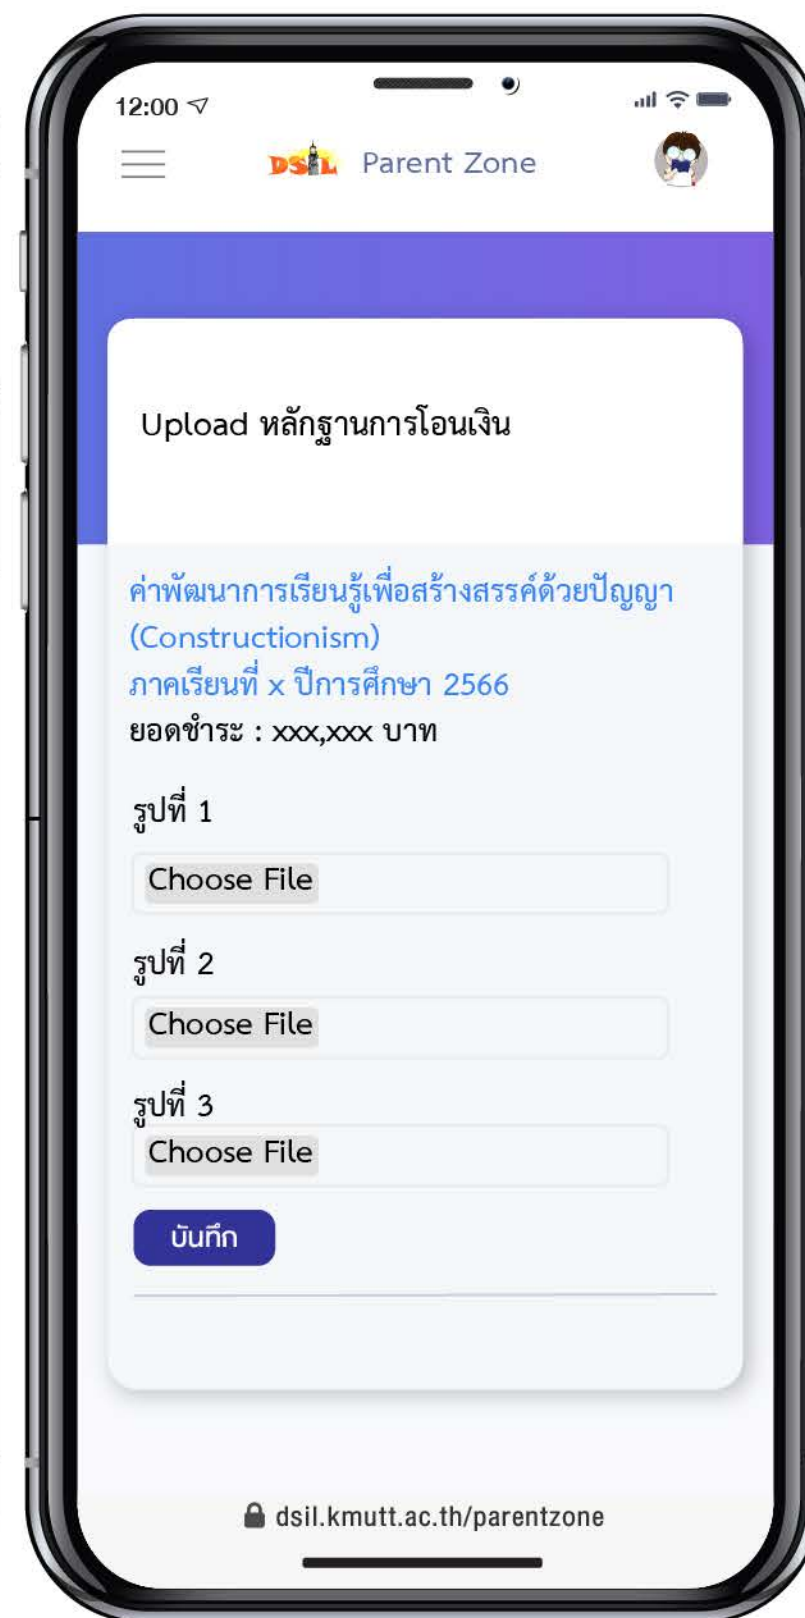 12:00
DSIL Parent Zone
Upload หลักฐานการโอนเงิน
ค่าพัฒนาการเรียนรู้เพื่อสร้างสรรค์ด้วยปัญญา
(Constructionism)
ภาคเรียนที่ x ปีการศึกษา 2566
ยอดชำระ : xxx,xxx บาท
รูปที่ 1
Choose File
รูปที่ 2
Choose File
รูปที่ 3
Choose File
บันทึก
dsil.kmutt.ac.th/parentzone